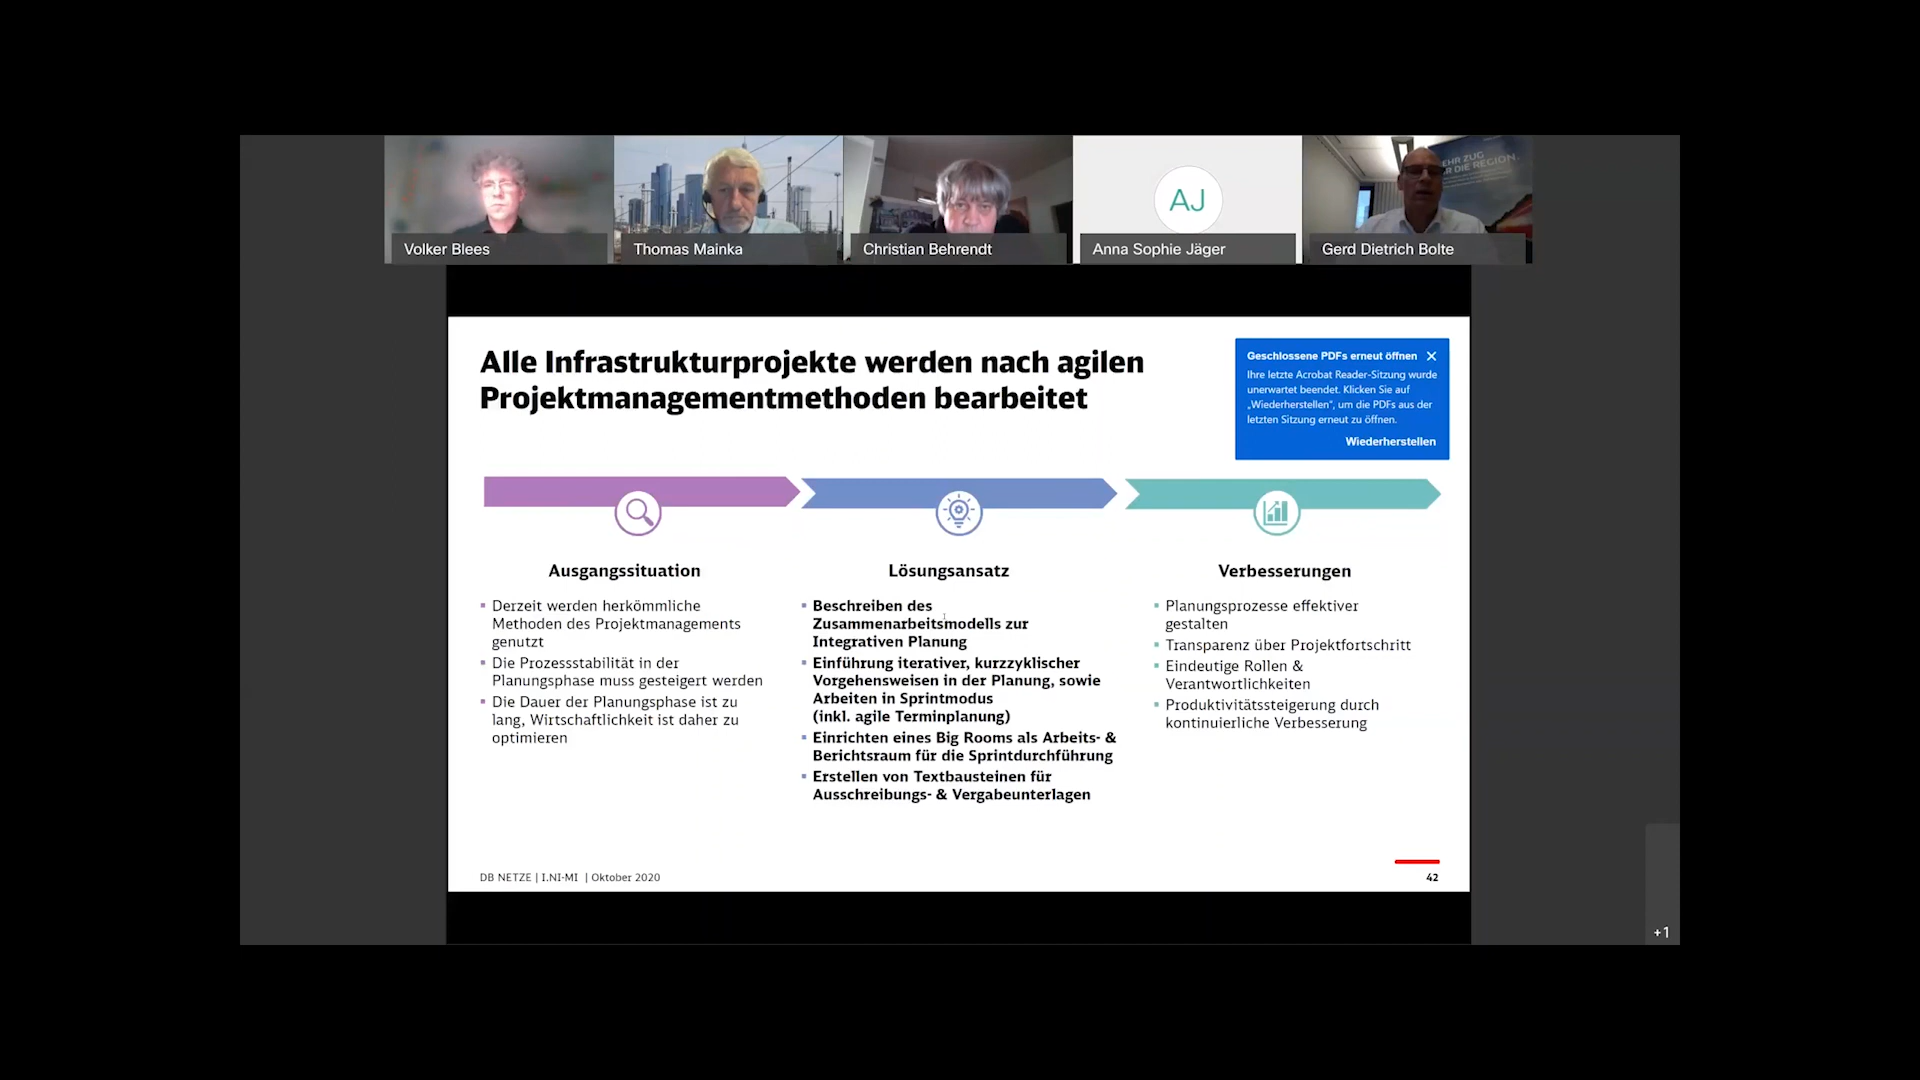 EHR ZUG
R DIE REGION.
AJ
Volker Blees
Thomas Mainka
Christian Behrendt
Anna Sophie Jäger
Gerd Dietrich Bolte
Alle Infrastrukturprojekte werden nach agilen
Projektmanagementmethoden bearbeitet
Geschlossene PDFs erneut öffnen
Ihre letzte Acrobat Reader-Sitzung wurde
unerwartet beendet. Klicken Sie auf
„Wiederherstellen“, um die PDFs aus der
letzten Sitzung erneut zu öffnen.
Wiederherstellen
Ausgangssituation
Derzeit werden herkömmliche
Methoden des Projektmanagements
genutzt
Die Prozessstabilität in der
Planungsphase muss gesteigert werden
Die Dauer der Planungsphase ist zu
lang, Wirtschaftlichkeit ist daher zu
optimieren
Lösungsansatz
Beschreiben des
Zusammenarbeitsmodells zur
Integrativen Planung
Einführung iterativer, kurzzyklischer
Vorgehensweisen in der Planung, sowie
Arbeiten in Sprintmodus
(inkl. agile Terminplanung)
Einrichten eines Big Rooms als Arbeits- &
Berichtsraum für die Sprintdurchführung
Erstellen von Textbausteinen für
Ausschreibungs- & Vergabeunterlagen
Verbesserungen
Planungsprozesse effektiver
gestalten
Transparenz über Projektfortschritt
Eindeutige Rollen &
Verantwortlichkeiten
Produktivitätssteigerung durch
kontinuierliche Verbesserung
DB NETZE | I.NI-MI | Oktober 2020
42
+1